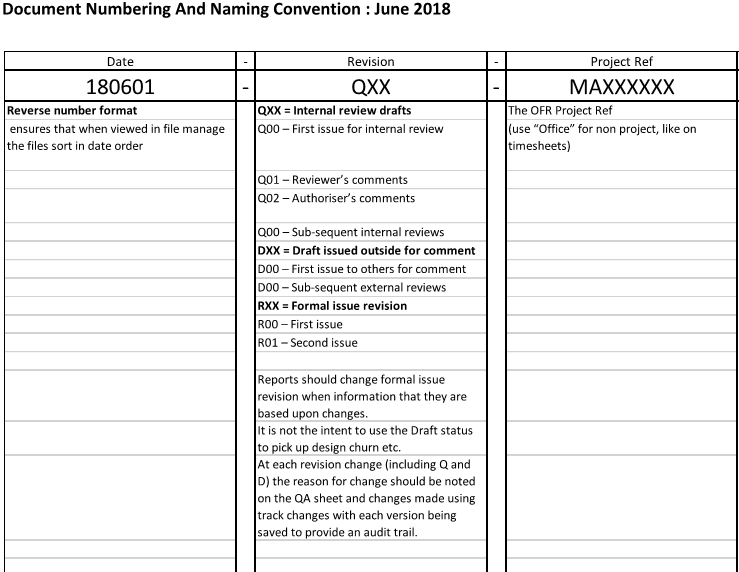 Document Numbering And Naming Convention : June 2018
Date - Revision - Project Ref
180601 - QXX - MAXXXXXX
Reverse number format
ensures that when viewed in file manage
the files sort in date order
QXX = Internal review drafts
Q00 – First issue for internal review
Q01 – Reviewer’s comments
Q02 – Authoriser’s comments
Q00 – Sub-sequent internal reviews
DXX = Draft issued outside for comment
D00 – First issue to others for comment
D00 – Sub-sequent external reviews
RXX = Formal issue revision
R00 – First issue
R01 – Second issue
Reports should change formal issue
revision when information that they are
based upon changes.
It is not the intent to use the Draft status
to pick up design churn etc.
At each revision change (including Q and
D) the reason for change should be noted
on the QA sheet and changes made using
track changes with each version being
saved to provide an audit trail.
The OFR Project Ref
(use “Office” for non project, like on
timesheets)